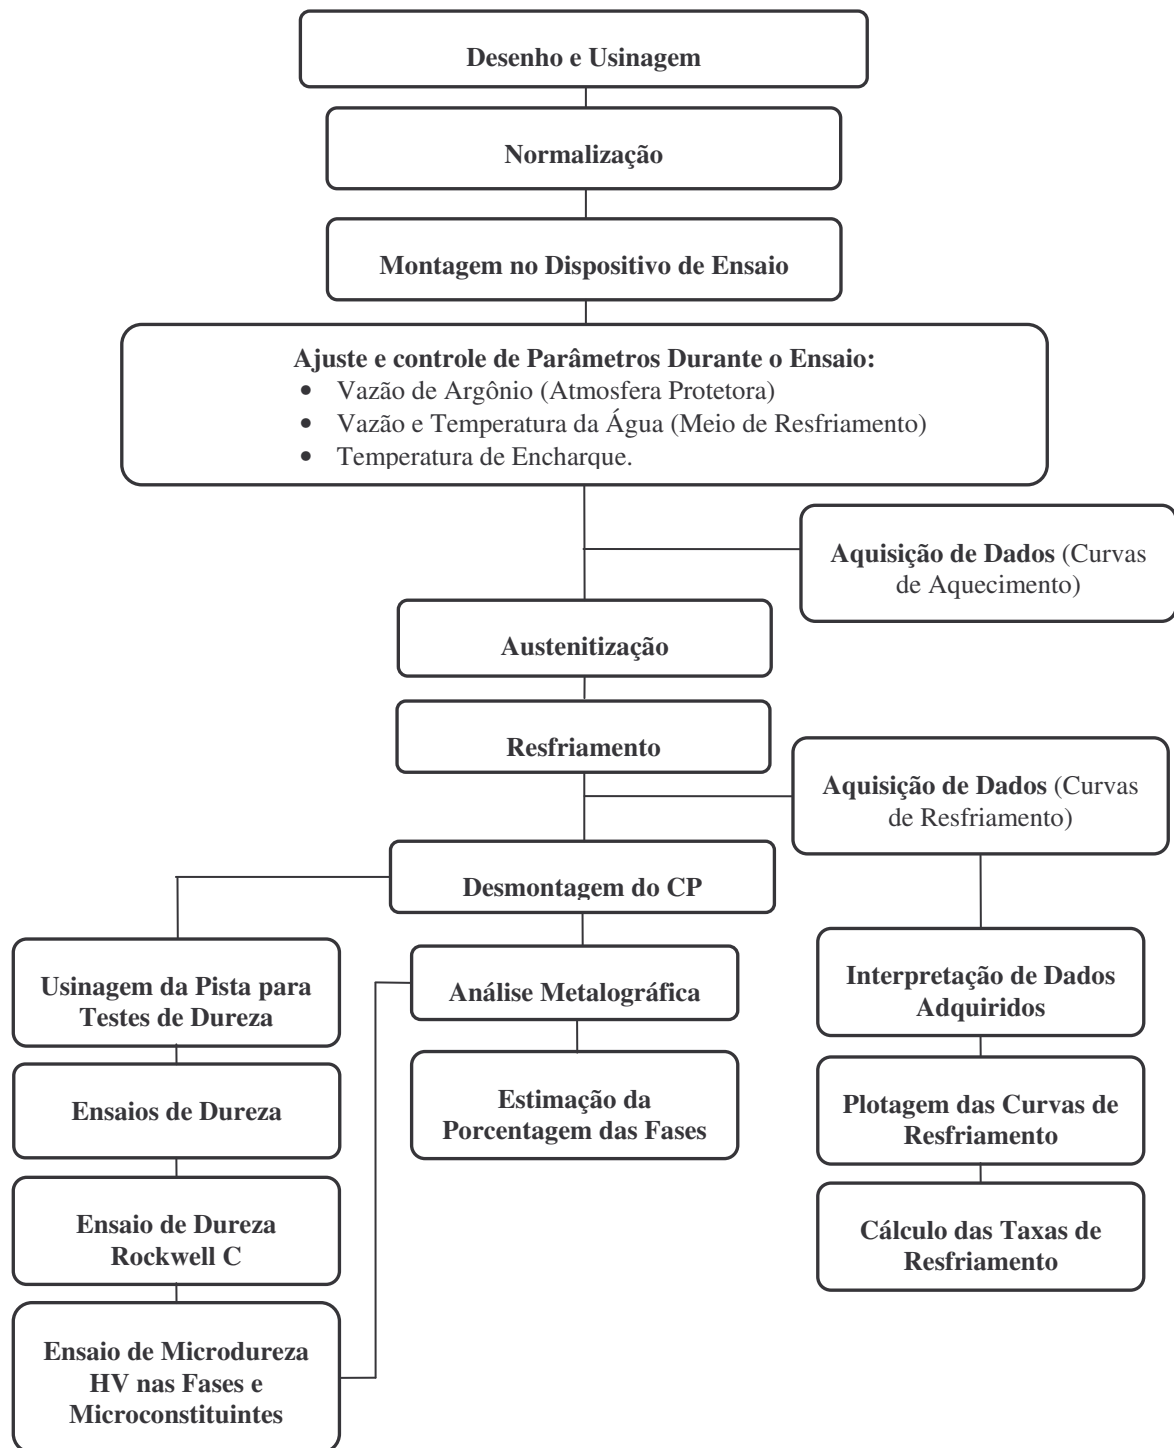 Desenho e Usinagem
Normalização
Montagem no Dispositivo de Ensaio
Ajuste e controle de Parâmetros Durante o Ensaio:
• Vazão de Argônio (Atmosfera Protetora)
• Vazão e Temperatura da Água (Meio de Resfriamento)
• Temperatura de Encharque.
Aquisição de Dados (Curvas
de Aquecimento)
Austenitização
Resfriamento
Aquisição de Dados (Curvas
de Resfriamento)
Desmontagem do CP
Usinagem da Pista para
Testes de Dureza
Ensaios de Dureza
Ensaio de Dureza
Rockwell C
Ensaio de Microdureza
HV nas Fases e
Microconstituintes
Análise Metalográfica
Estimação da
Porcentagem das Fases
Interpretação de Dados
Adquiridos
Plotagem das Curvas de
Resfriamento
Cálculo das Taxas de
Resfriamento